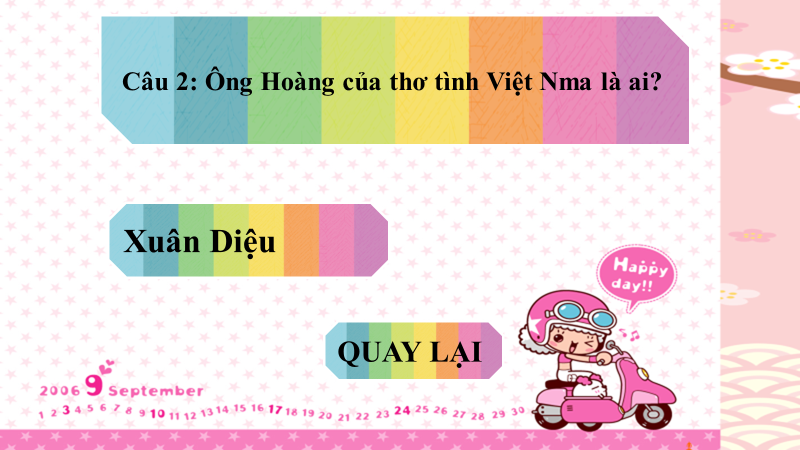 Câu 2: Ông Hoàng của thơ tình Việt Nma là ai?
Xuân Diệu
Happy
day!!
QUAY LẠI
2006 9 September
1 2 3 4 5 6 7 8 9 10 11 12 13 14 15 16 17 18 19 20 21 22 23 24 25 26 27 28 29 30